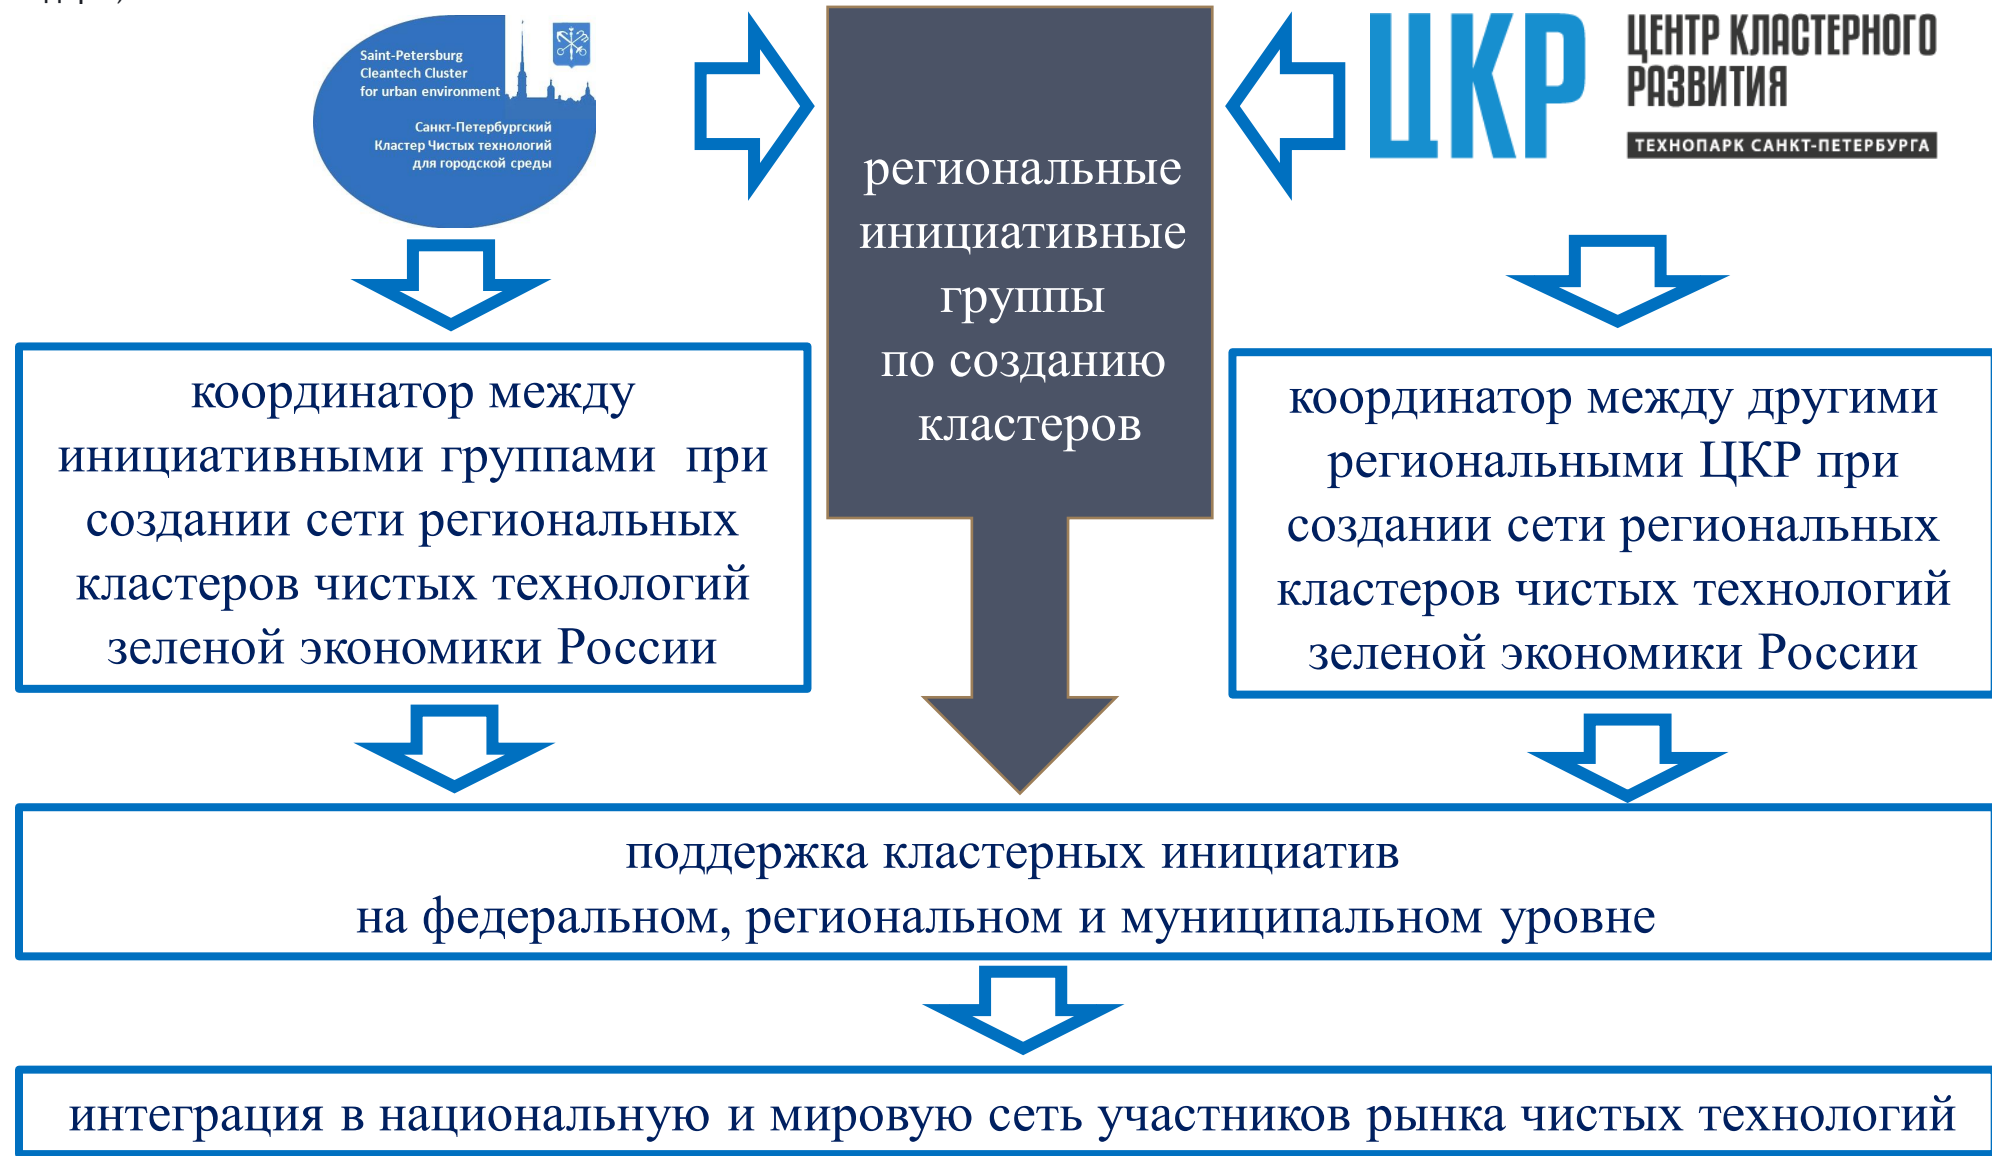 Saint-Petersburg
Cleantech Cluster
for urban environment
Санкт-Петербургский
Кластер Чистых технологий
для городской среды
региональные
инициативные
группы
по созданию
кластеров
ЦКР
ЦЕНТР КЛАСТЕРНОГО
РАЗВИТИЯ
ТЕХНОПАРК САНКТ-ПЕТЕРБУРГА
координатор между
инициативными группами при
создании сети региональных
кластеров чистых технологий
зеленой экономики России
координатор между другими
региональными ЦКР при
создании сети региональных
кластеров чистых технологий
зеленой экономики России
поддержка кластерных инициатив
на федеральном, региональном и муниципальном уровне
интеграция в национальную и мировую сеть участников рынка чистых технологий